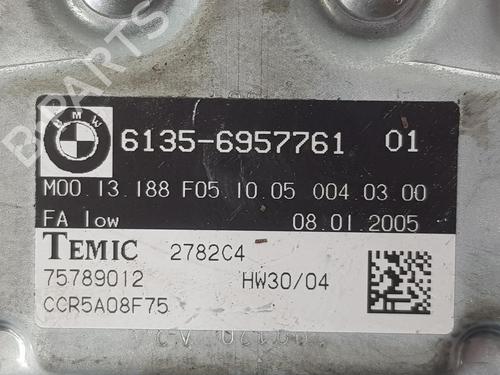 B-PARTS
BMW
6135-6957761 01
M00.13.188 F05.10.05 004.03.00
FA low 08.01.2005
TEMIC 2782C4
75789012 HW30/04
CCR5A08F75